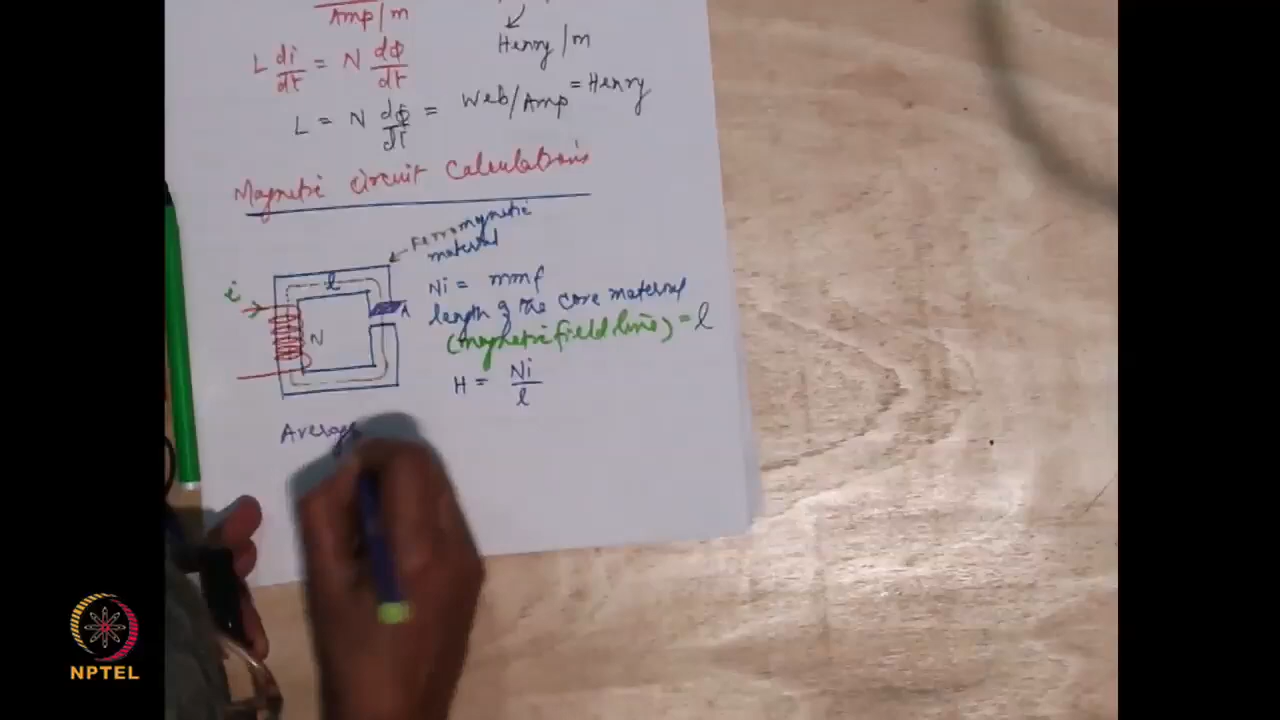 Amp/m
Henry/m
L di/dt = N dφ/dt
L = N dφ/dI = Web/Amp = Henry
Magnetic circuit Calculations
Ferromagnetic
material
i
l
A
N
Ni = mmf
length of the core material
(magnetic field line) = l
H = Ni/l
Average
NPTEL